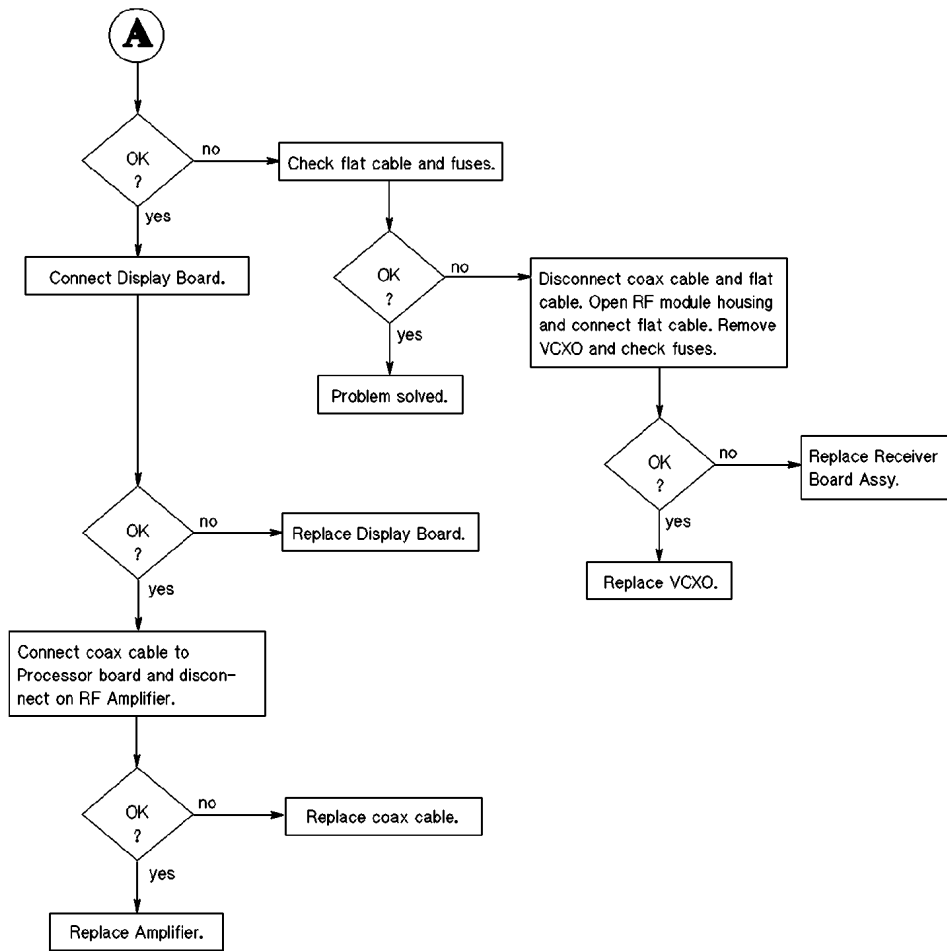 A
OK
?
no
Check flat cable and fuses.
yes
Connect Display Board.
OK
?
no
Disconnect coax cable and flat
cable. Open RF module housing
and connect flat cable. Remove
VCXO and check fuses.
yes
Problem solved.
OK
?
no
Replace Receiver
Board Assy.
yes
Replace VCXO.
OK
?
no
Replace Display Board.
yes
Connect coax cable to
Processor board and discon-
nect on RF Amplifier.
OK
?
no
Replace coax cable.
yes
Replace Amplifier.